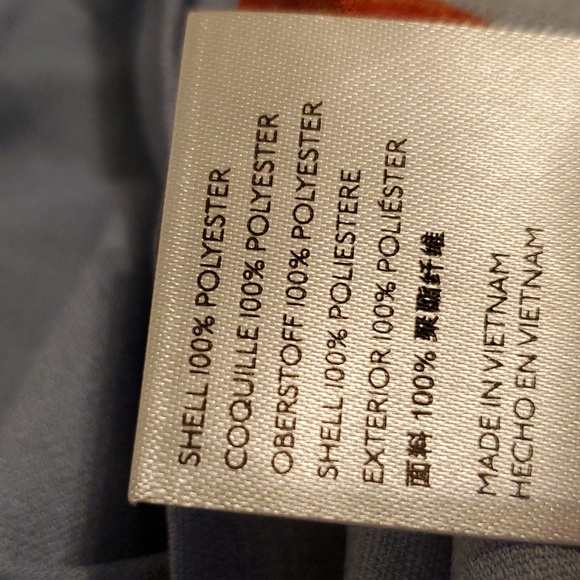 SHELL 100% POLYESTER
COQUILLE 100% POLYESTER
OBERSTOFF 100% POLYESTER
SHELL 100% POLIESTERE
EXTERIOR 100% POLIÉSTER
面料 100% 聚酯纤维
MADE IN VIETNAM
HECHO EN VIETNAM